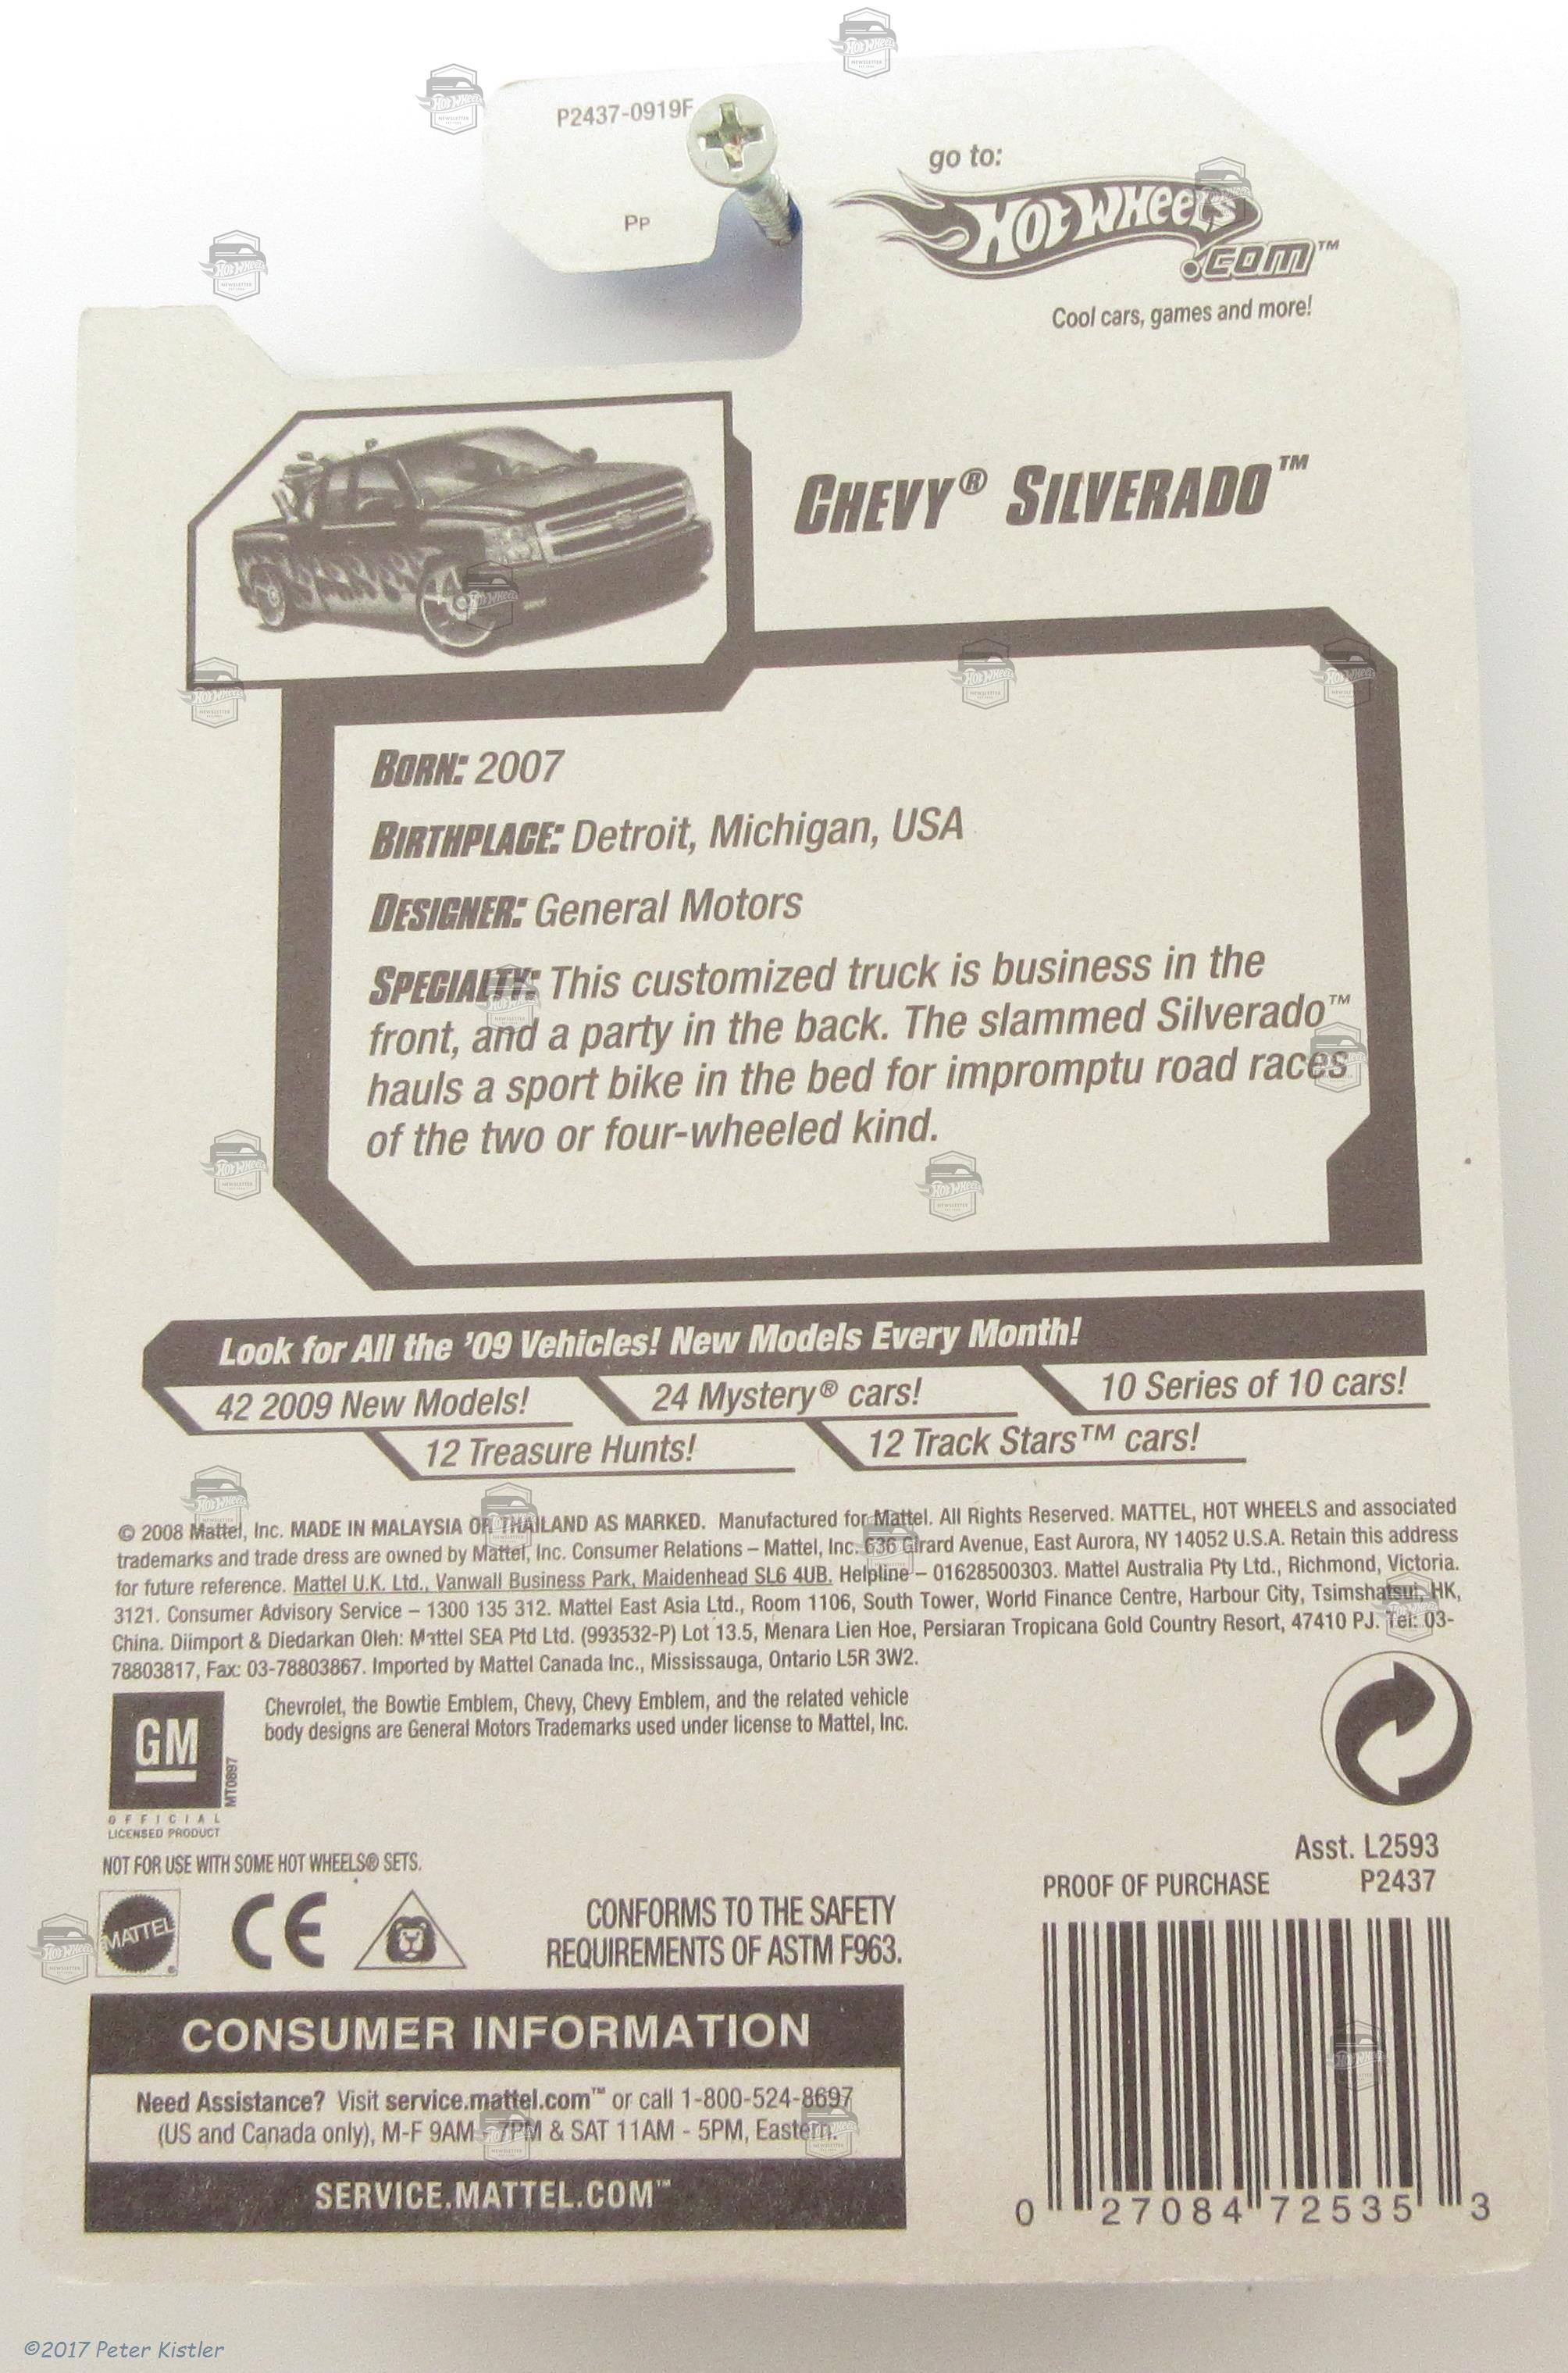 P2437-0919F
PP
go to:
HOT WHEELS
.COM™
Cool cars, games and more!
CHEVY® SILVERADO™
BORN: 2007
BIRTHPLACE: Detroit, Michigan, USA
DESIGNER: General Motors
SPECIALTY: This customized truck is business in the
front, and a party in the back. The slammed Silverado™
hauls a sport bike in the bed for impromptu road races
of the two or four-wheeled kind.
Look for All the '09 Vehicles! New Models Every Month!
42 2009 New Models!
24 Mystery® cars!
10 Series of 10 cars!
12 Treasure Hunts!
12 Track Stars™ cars!
© 2008 Mattel, Inc. MADE IN MALAYSIA OR THAILAND AS MARKED. Manufactured for Mattel. All Rights Reserved. MATTEL, HOT WHEELS and associated
trademarks and trade dress are owned by Mattel, Inc. Consumer Relations – Mattel, Inc. 636 Girard Avenue, East Aurora, NY 14052 U.S.A. Retain this address
for future reference. Mattel U.K. Ltd., Vanwall Business Park, Maidenhead SL6 4UB. Helpline – 01628500303. Mattel Australia Pty Ltd., Richmond, Victoria.
3121. Consumer Advisory Service – 1300 135 312. Mattel East Asia Ltd., Room 1106, South Tower, World Finance Centre, Harbour City, Tsimshatsui, HK,
China. Diimport & Diedarkan Oleh: Mattel SEA Ptd Ltd. (993532-P) Lot 13.5, Menara Lien Hoe, Persiaran Tropicana Gold Country Resort, 47410 PJ. Tel: 03-
78803817, Fax: 03-78803867. Imported by Mattel Canada Inc., Mississauga, Ontario L5R 3W2.
GM
MT0897
OFFICIAL
LICENSED PRODUCT
Chevrolet, the Bowtie Emblem, Chevy, Chevy Emblem, and the related vehicle
body designs are General Motors Trademarks used under license to Mattel, Inc.
NOT FOR USE WITH SOME HOT WHEELS® SETS.
MATTEL®
CE
CONFORMS TO THE SAFETY
REQUIREMENTS OF ASTM F963.
Asst. L2593
PROOF OF PURCHASE P2437
CONSUMER INFORMATION
Need Assistance? Visit service.mattel.com™ or call 1-800-524-8697
(US and Canada only), M-F 9AM - 7PM & SAT 11AM - 5PM, Eastern.
SERVICE.MATTEL.COM™
0 27084 72535 3
©2017 Peter Kistler